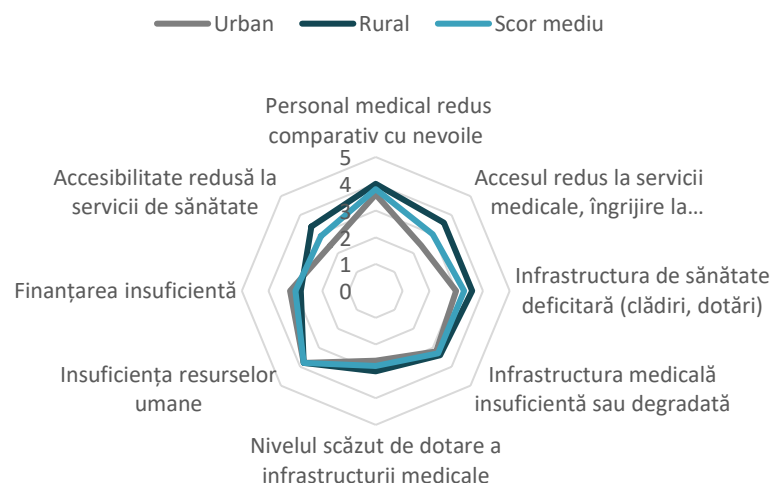 Urban Rural Scor mediu
Personal medical redus
comparativ cu nevoile
Accesul redus la servicii
medicale, îngrijire la...
Infrastructura de sănătate
deficitară (clădiri, dotări)
Infrastructura medicală
insuficientă sau degradată
Nivelul scăzut de dotare a
infrastructurii medicale
Insuficiența resurselor
umane
Finanțarea insuficientă
Accesibilitate redusă la
servicii de sănătate
5
4
3
2
1
0